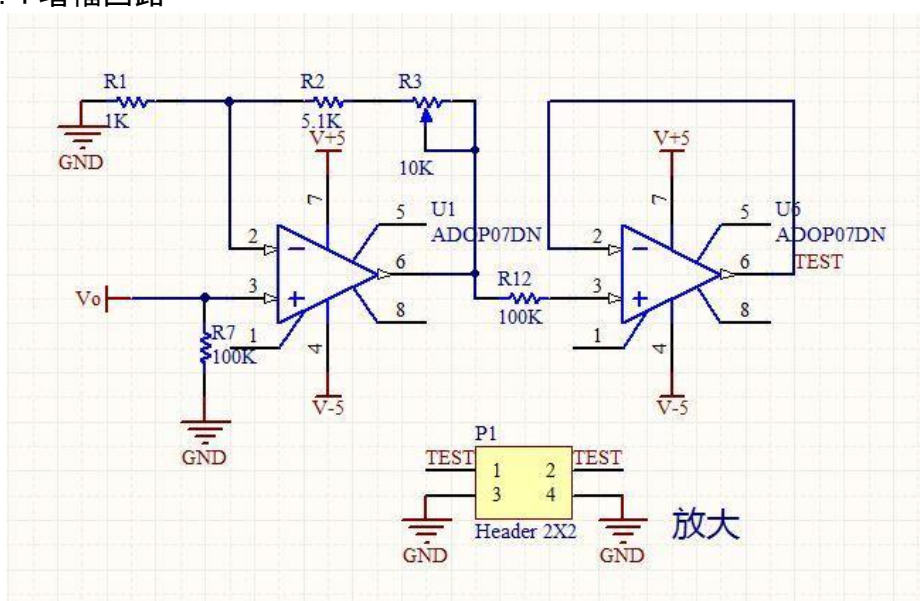 增幅回路
R1
R2
R3
1K
5.1K
V+5
V+5
GND
10K
7
7
5
U1
5
U6
2
ADOP07DN
2
ADOP07DN
6
6
TEST
R12
Vo
3
3
100K
8
8
R7
1
1
100K
4
4
V-5
V-5
GND
P1
TEST
1
2
TEST
3
4
Header 2X2
GND
GND
放大